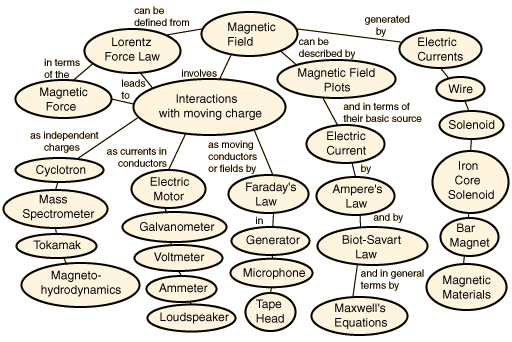 can be
defined from
Magnetic
Field
generated
by
Lorentz
Force Law
can be
described by
Electric
Currents
in terms
of the
leads
to
involves
Magnetic Field
Plots
Magnetic
Force
Interactions
with moving charge
Wire
and in terms of
their basic source
Solenoid
as independent
charges
as currents in
conductors
as moving
conductors
or fields by
Electric
Current
Cyclotron
Electric
Motor
Faraday's
Law
by
Iron
Core
Solenoid
Mass
Spectrometer
Ampere's
Law
Galvanometer
in
and by
Tokamak
Generator
Biot-Savart
Law
Bar
Magnet
Voltmeter
Magneto-
hydrodynamics
Microphone
and in general
terms by
Ammeter
Magnetic
Materials
Loudspeaker
Tape
Head
Maxwell's
Equations